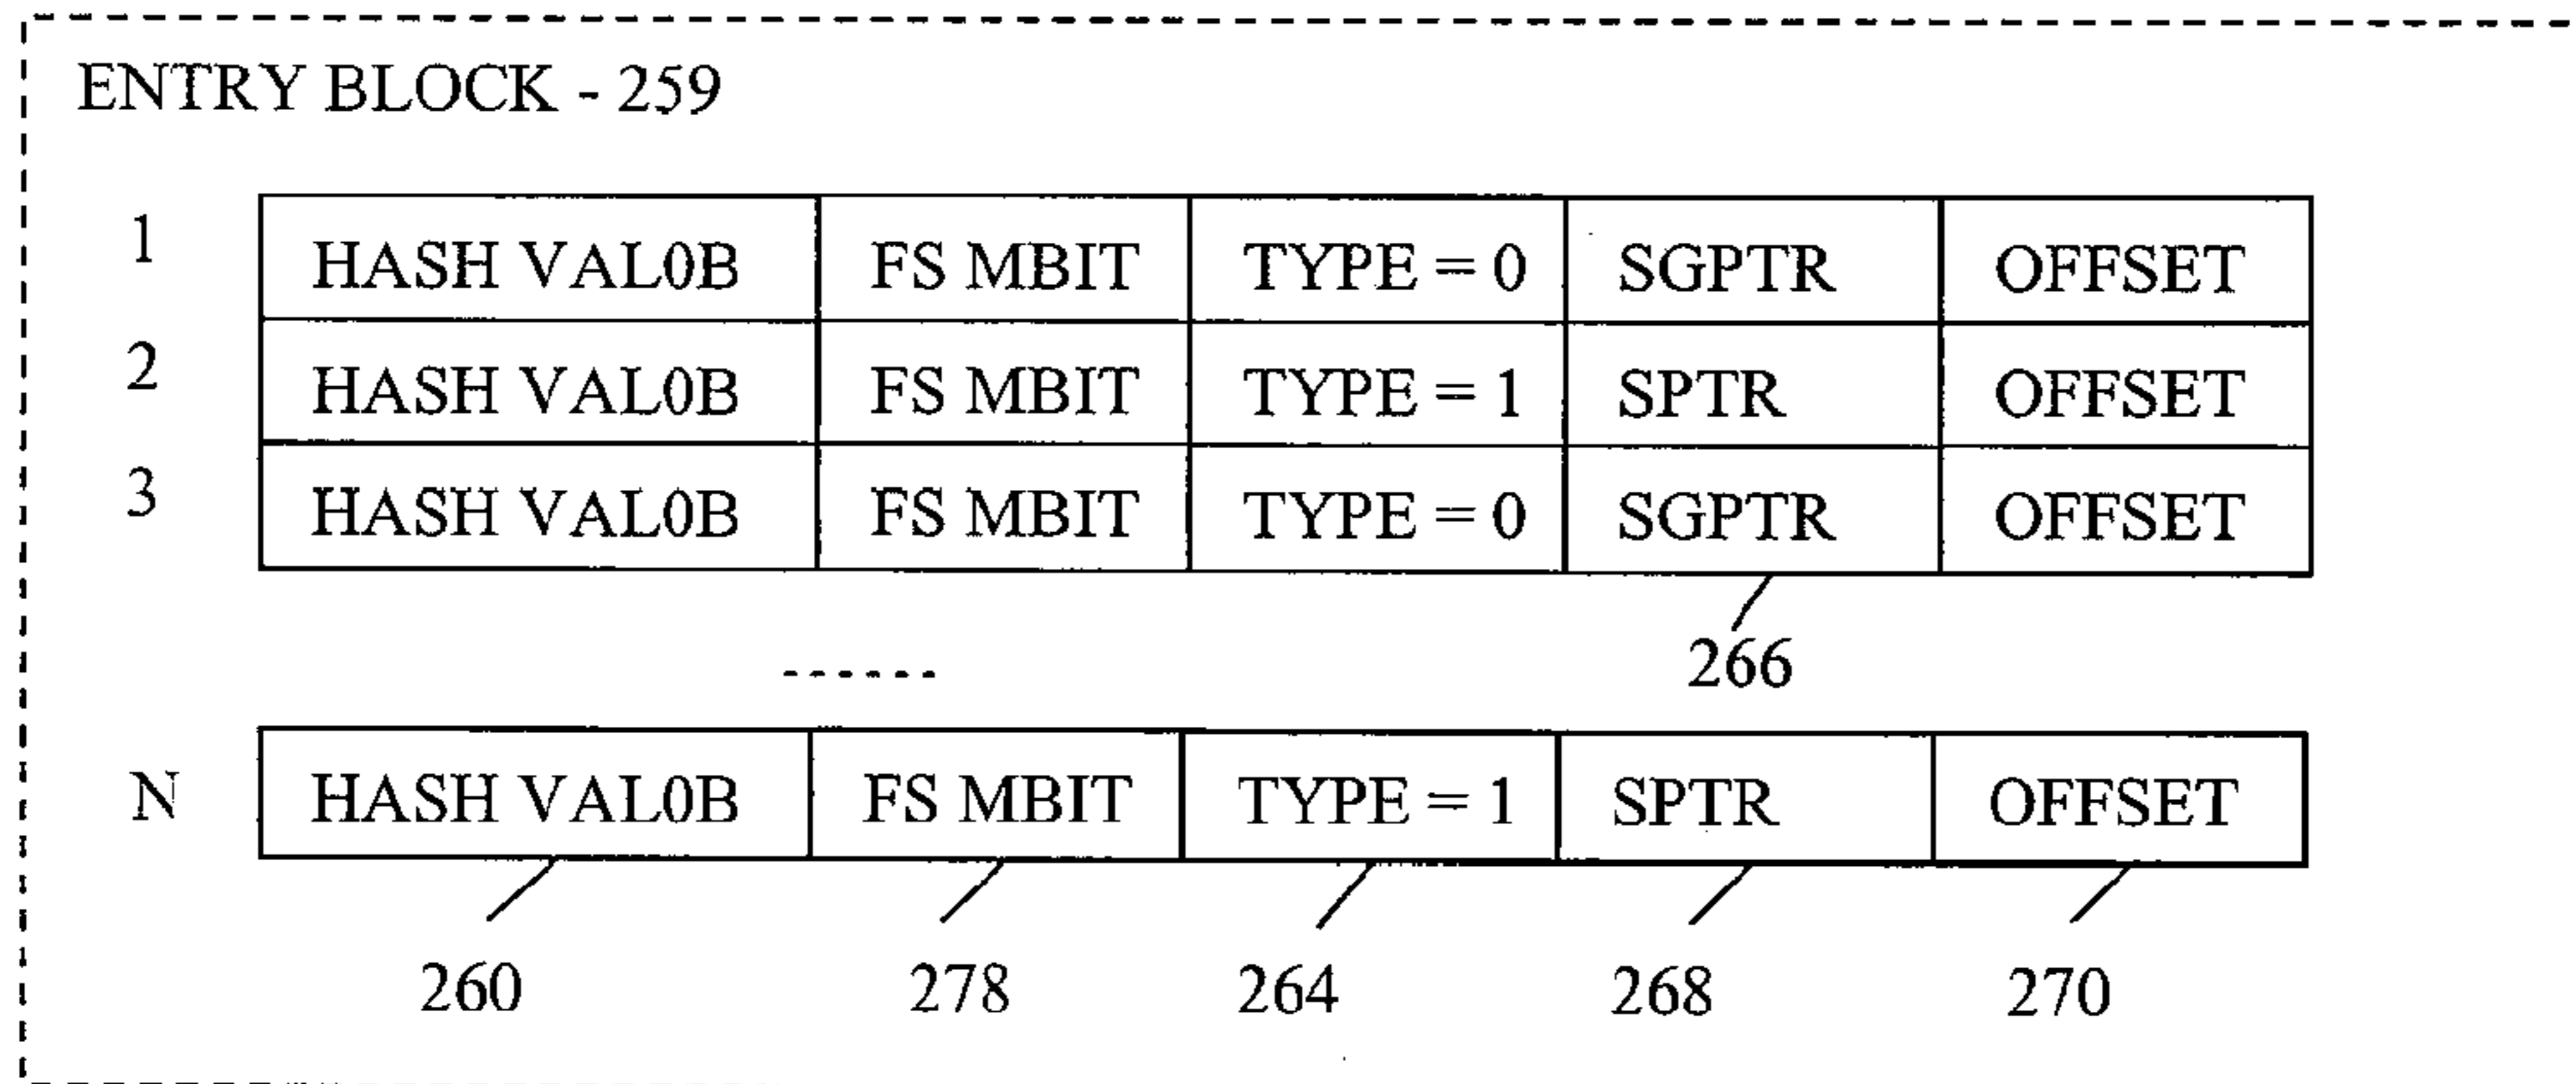 ENTRY BLOCK - 259
1 HASH VAL0B FS MBIT TYPE = 0 SGPTR OFFSET
2 HASH VAL0B FS MBIT TYPE = 1 SPTR OFFSET
3 HASH VAL0B FS MBIT TYPE = 0 SGPTR OFFSET
266
N HASH VAL0B FS MBIT TYPE = 1 SPTR OFFSET
260 278 264 268 270